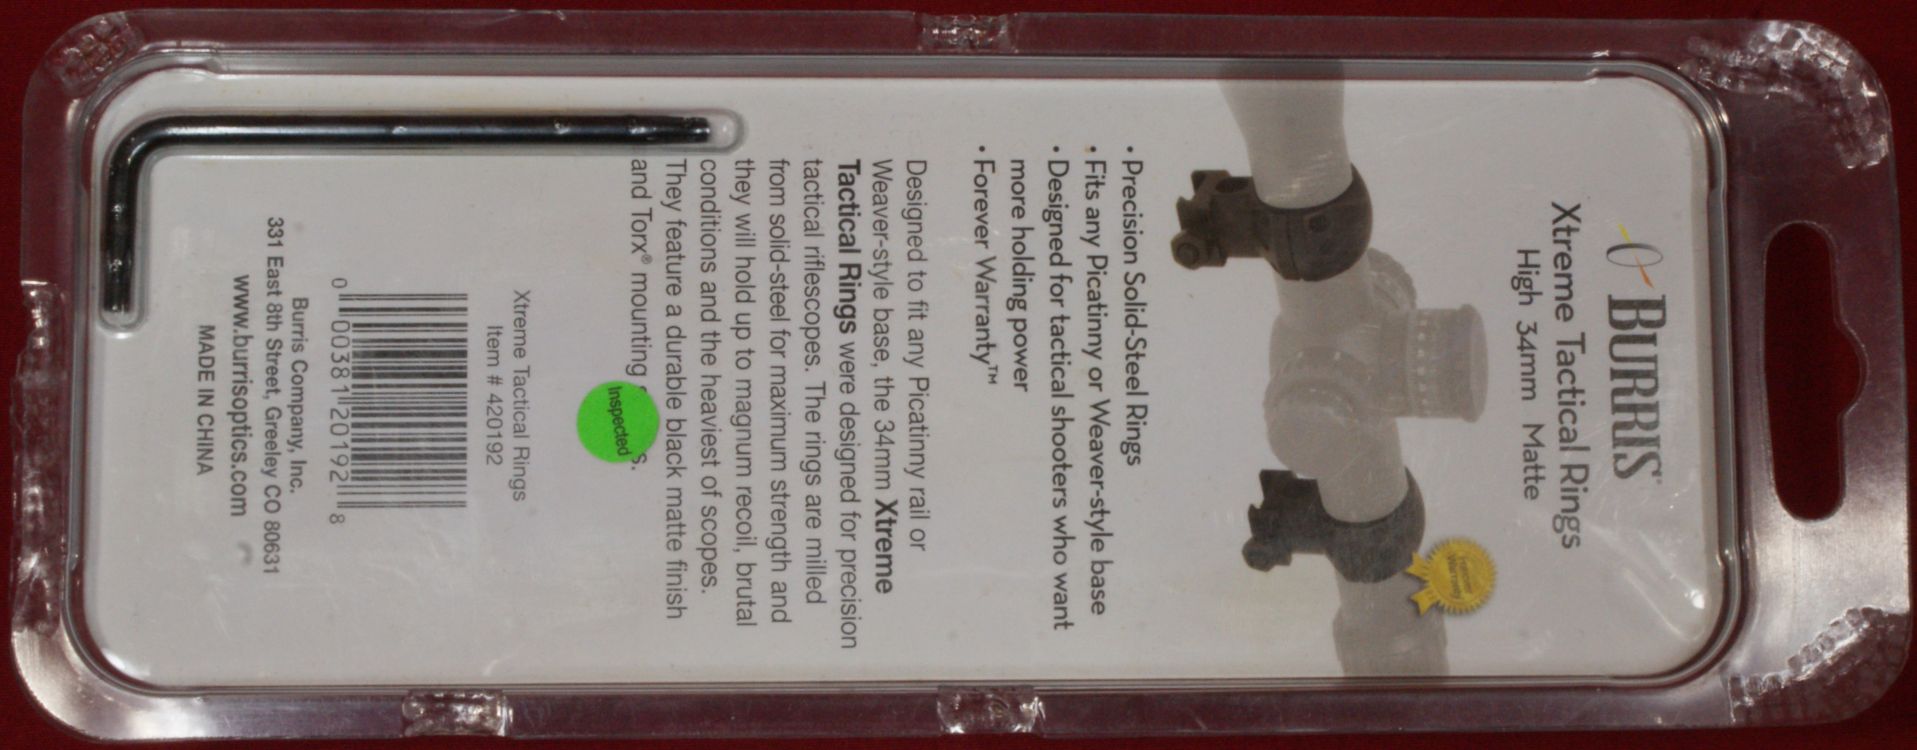 BURRIS
Xtreme Tactical Rings
High 34mm Matte
Forever
Warranty
• Precision Solid-Steel Rings
• Fits any Picatinny or Weaver-style base
• Designed for tactical shooters who want
more holding power
• Forever Warranty™
Designed to fit any Picatinny rail or
Weaver-style base, the 34mm Xtreme
Tactical Rings were designed for precision
tactical riflescopes. The rings are milled
from solid-steel for maximum strength and
they will hold up to magnum recoil, brutal
conditions and the heaviest of scopes.
They feature a durable black matte finish
and Torx® mounting s.
Inspected
Xtreme Tactical Rings
Item # 420192
0 00381 20192 8
Burris Company, Inc.
331 East 8th Street, Greeley CO 80631
www.burrisoptics.com
MADE IN CHINA